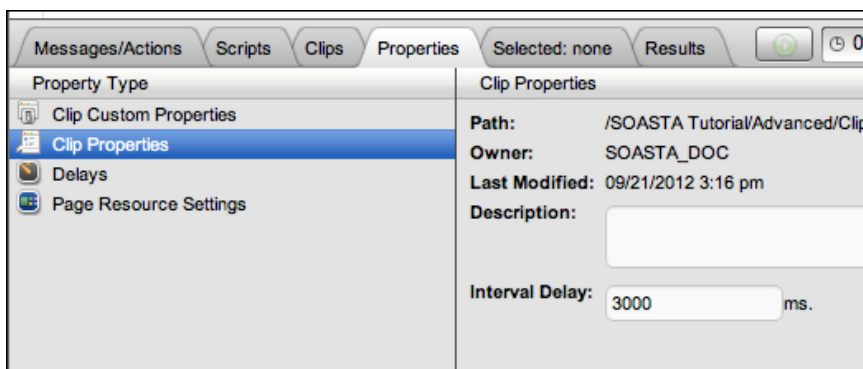 Messages/Actions Scripts Clips Properties Selected: none Results 0
Property Type
Clip Custom Properties
Clip Properties
Delays
Page Resource Settings
Clip Properties
Path: /SOASTA Tutorial/Advanced/Clip
Owner: SOASTA_DOC
Last Modified: 09/21/2012 3:16 pm
Description:
Interval Delay: 3000 ms.